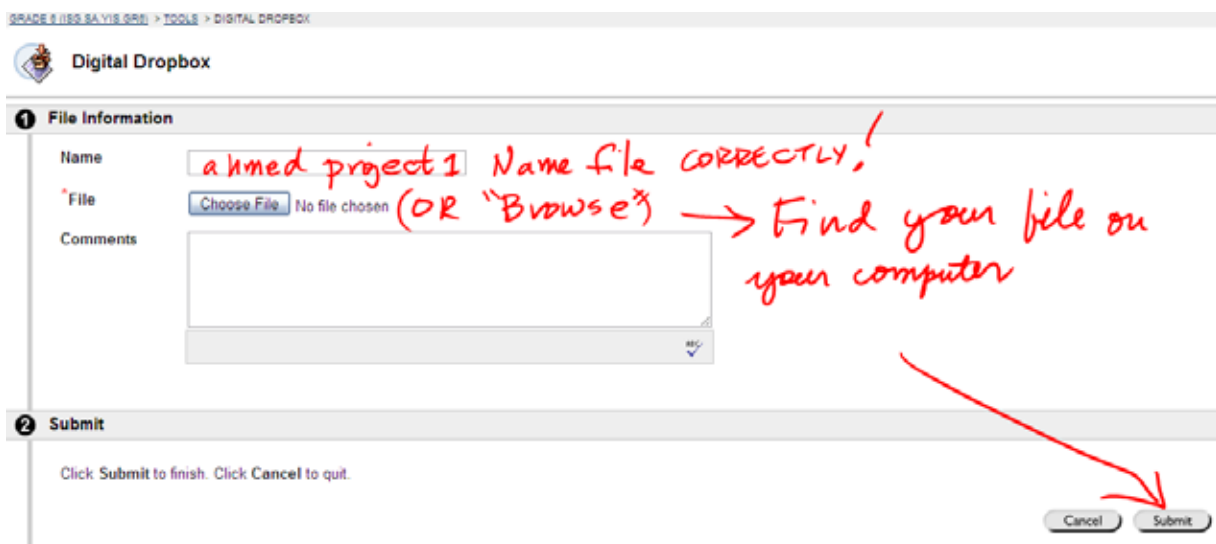 GRADE 6 (ISG.SA.YIS.GR6) > TOOLS > DIGITAL DROPBOX
Digital Dropbox
1 File Information
Name ahmed project 1 Name file CORRECTLY!
*File Choose File No file chosen (OR "Browse") → Find your file on
your computer
Comments
ABC
2 Submit
Click Submit to finish. Click Cancel to quit.
Cancel Submit